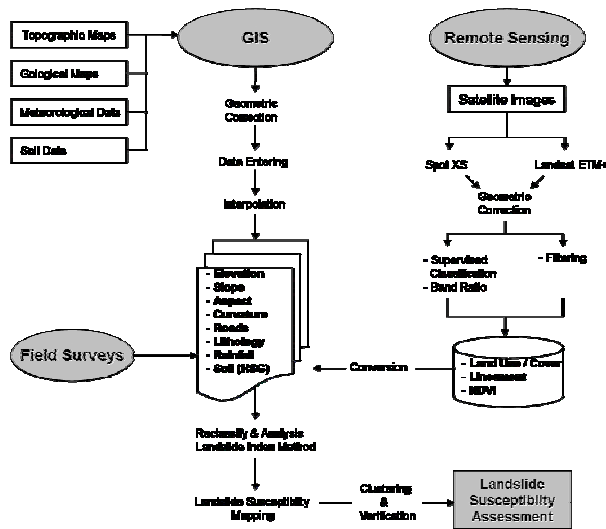 Topographic Maps
Gological Maps
Meteorological Data
Soil Data
GIS
Geometric
Correction
Data Entering
Interpolation
- Elevation
- Slope
- Aspect
- Curvature
- Roads
- Lithology
- Rainfall
- Soil (HSG)
Field Surveys
Remote Sensing
Satellite Images
Spot XS
Landsat ETM+
Geometric
Correction
- Supervised
Classification
- Band Ratio
- Filtering
- Land Use / Cover
- Lineament
- NDVI
Conversion
Reclassify & Analysis
Landslide Index Method
Landslide Susceptibility
Mapping
Clustering
&
Verification
Landslide
Susceptibility
Assessment